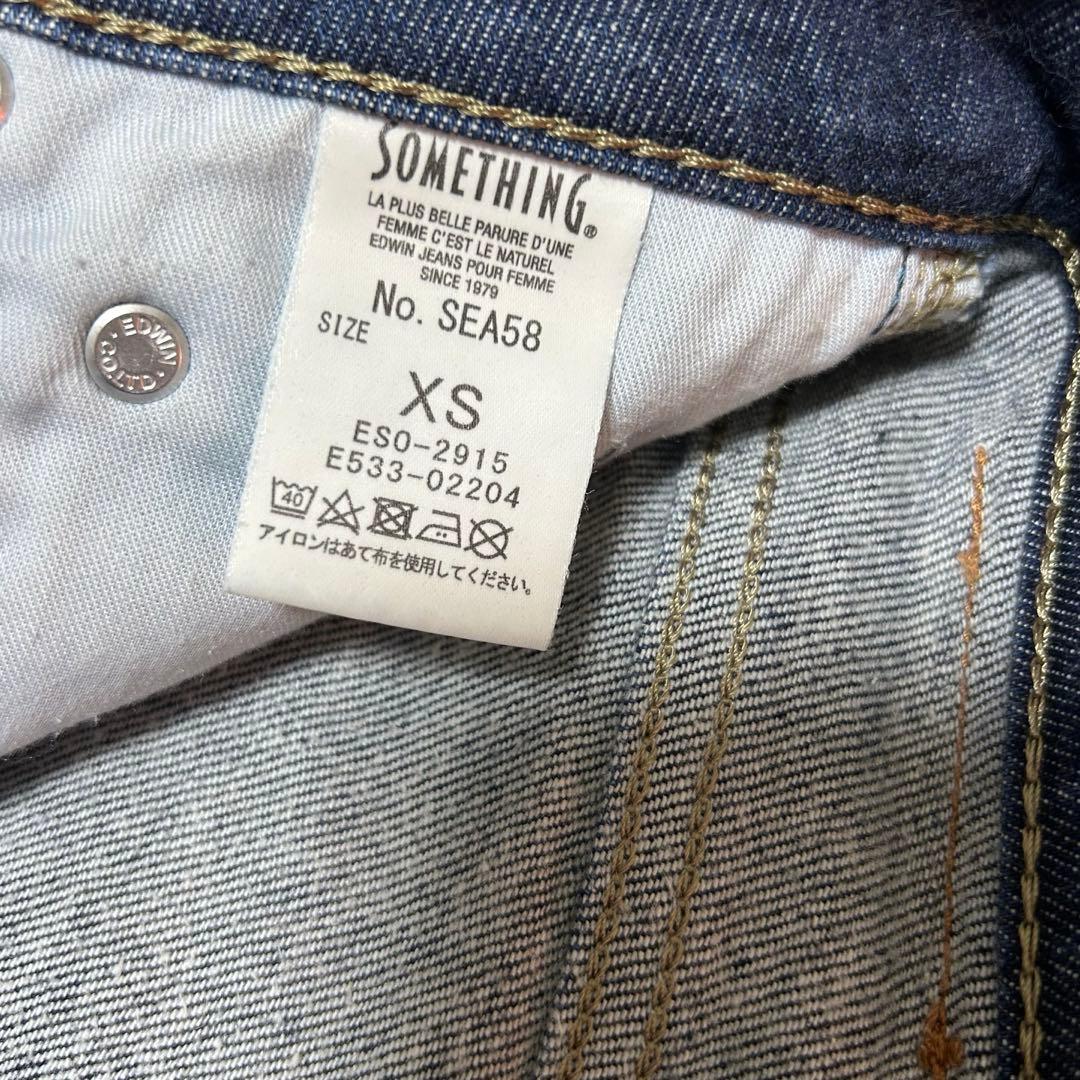 SOMETHING®
LA PLUS BELLE PARURE D'UNE
FEMME C'EST LE NATUREL
EDWIN JEANS POUR FEMME
SINCE 1979
No. SEA58
SIZE
XS
ES0-2915
E533-02204
40
アイロンはあて布を使用してください。
EDWIN
CO.LTD.